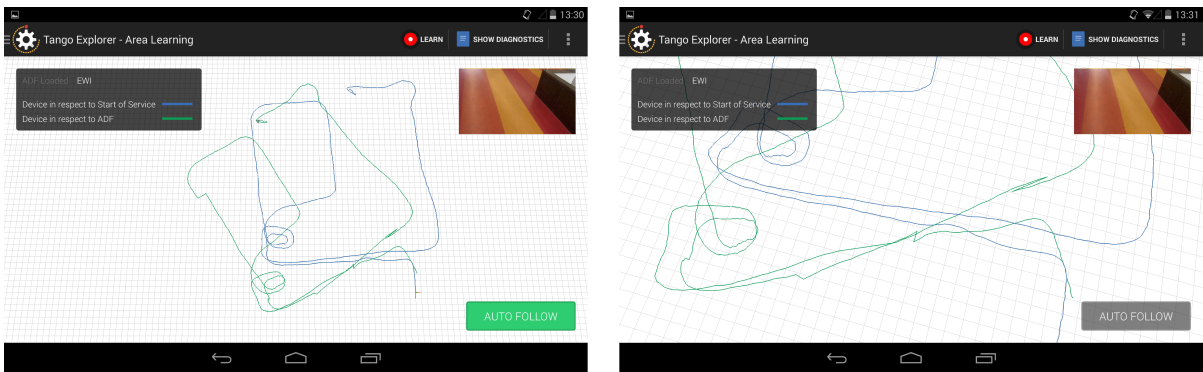 13:30
Tango Explorer - Area Learning
LEARN
SHOW DIAGNOSTICS
ADF Loaded EWI
Device in respect to Start of Service
Device in respect to ADF
AUTO FOLLOW
13:31
Tango Explorer - Area Learning
LEARN
SHOW DIAGNOSTICS
ADF Loaded EWI
Device in respect to Start of Service
Device in respect to ADF
AUTO FOLLOW